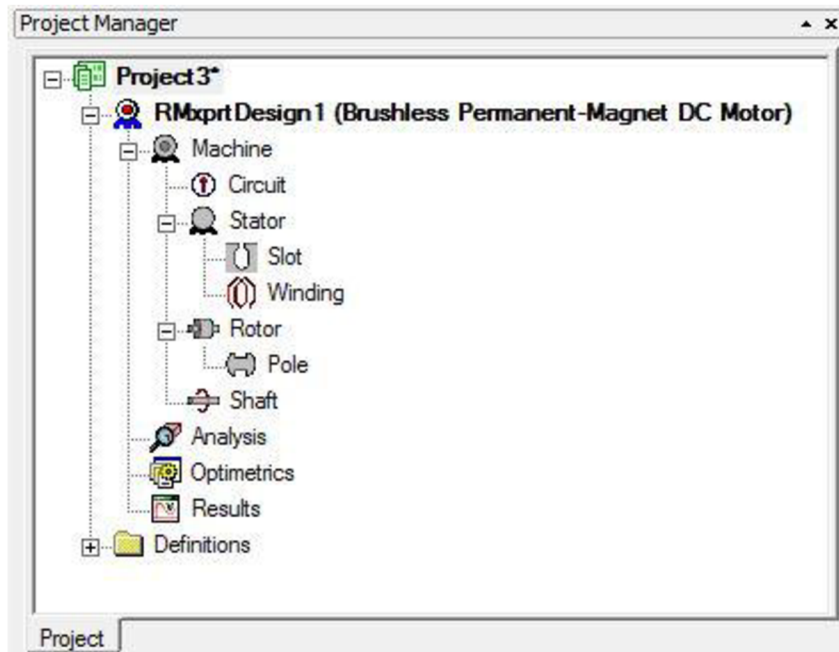 Project Manager
Project3*
RMxprtDesign1 (Brushless Permanent-Magnet DC Motor)
Machine
Circuit
Stator
Slot
Winding
Rotor
Pole
Shaft
Analysis
Optimetrics
Results
Definitions
Project